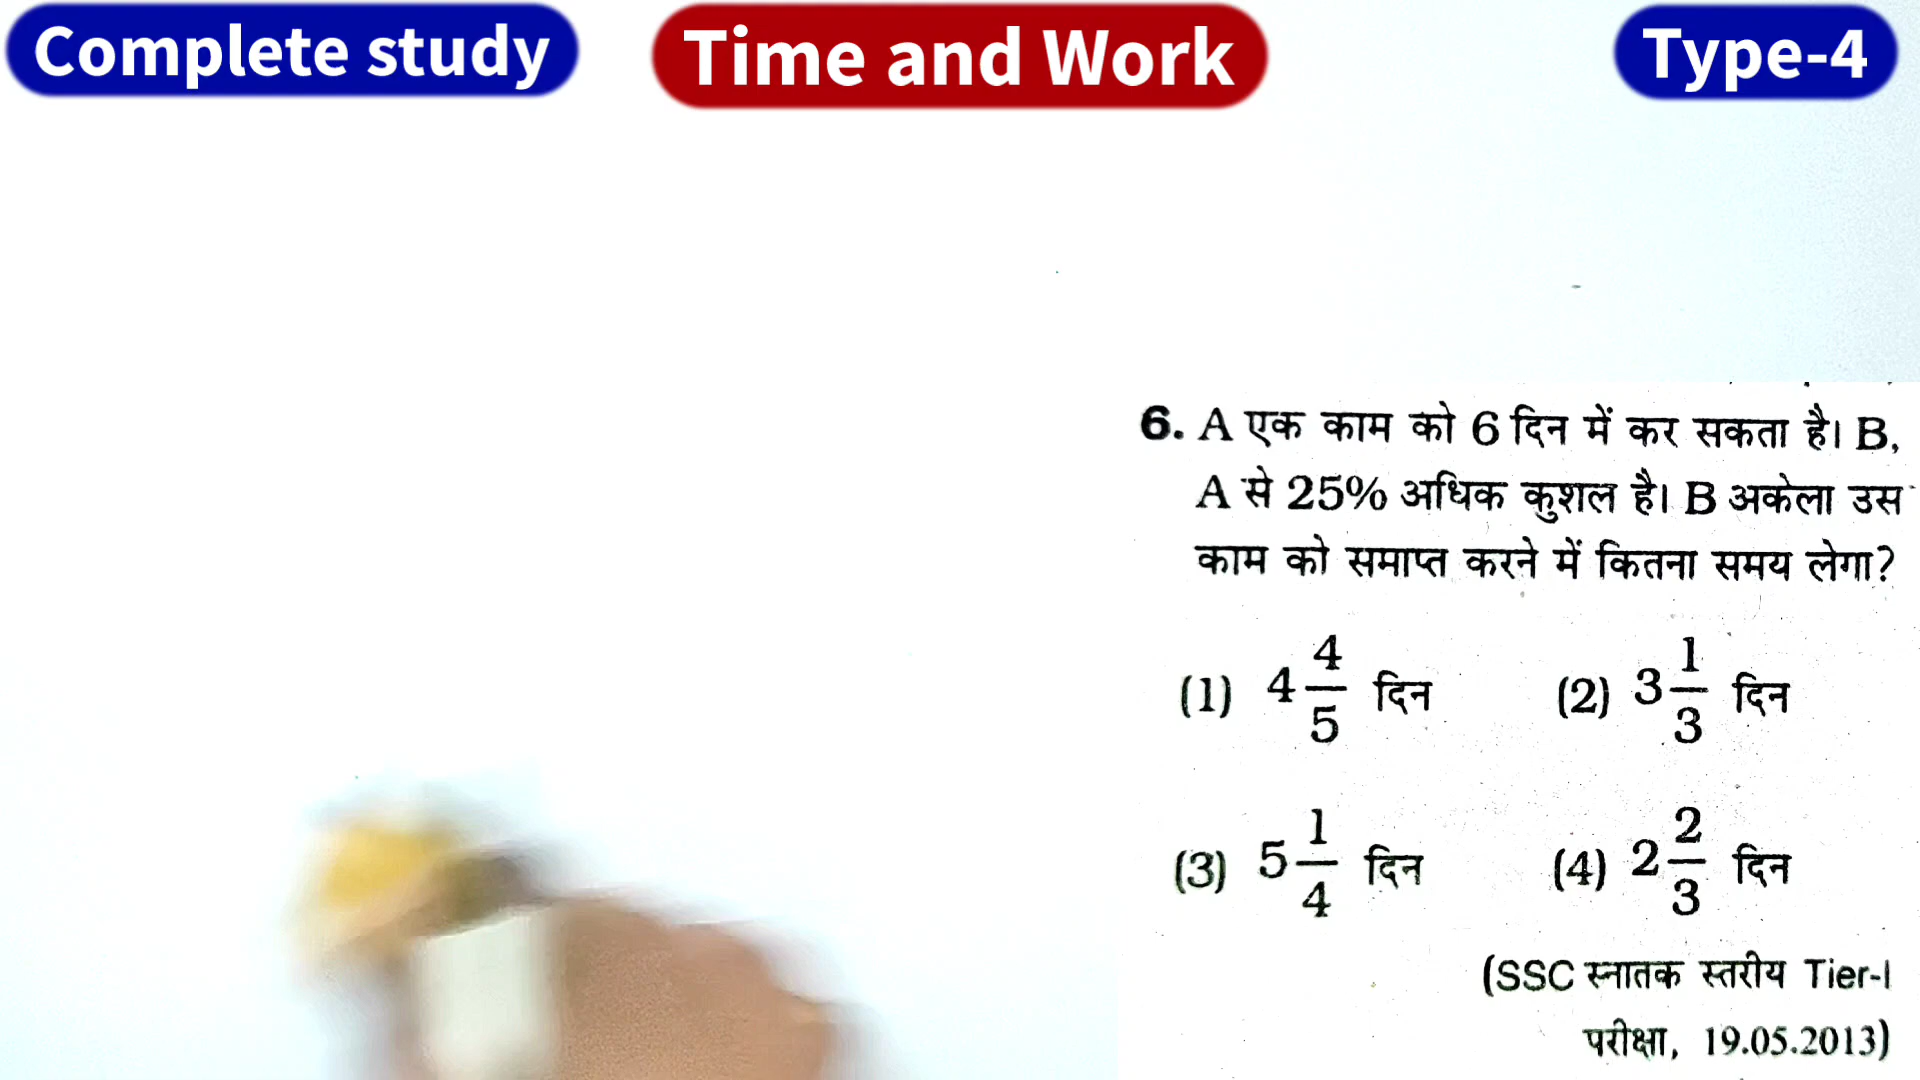 Complete study
Time and Work
Type-4
6. A एक काम को 6 दिन में कर सकता है। B,
A से 25% अधिक कुशल है। B अकेला उस
काम को समाप्त करने में कितना समय लेगा?
(1) 4 4/5 दिन (2) 3 1/3 दिन
(3) 5 1/4 दिन (4) 2 2/3 दिन
(SSC स्नातक स्तरीय Tier-I
परीक्षा, 19.05.2013)